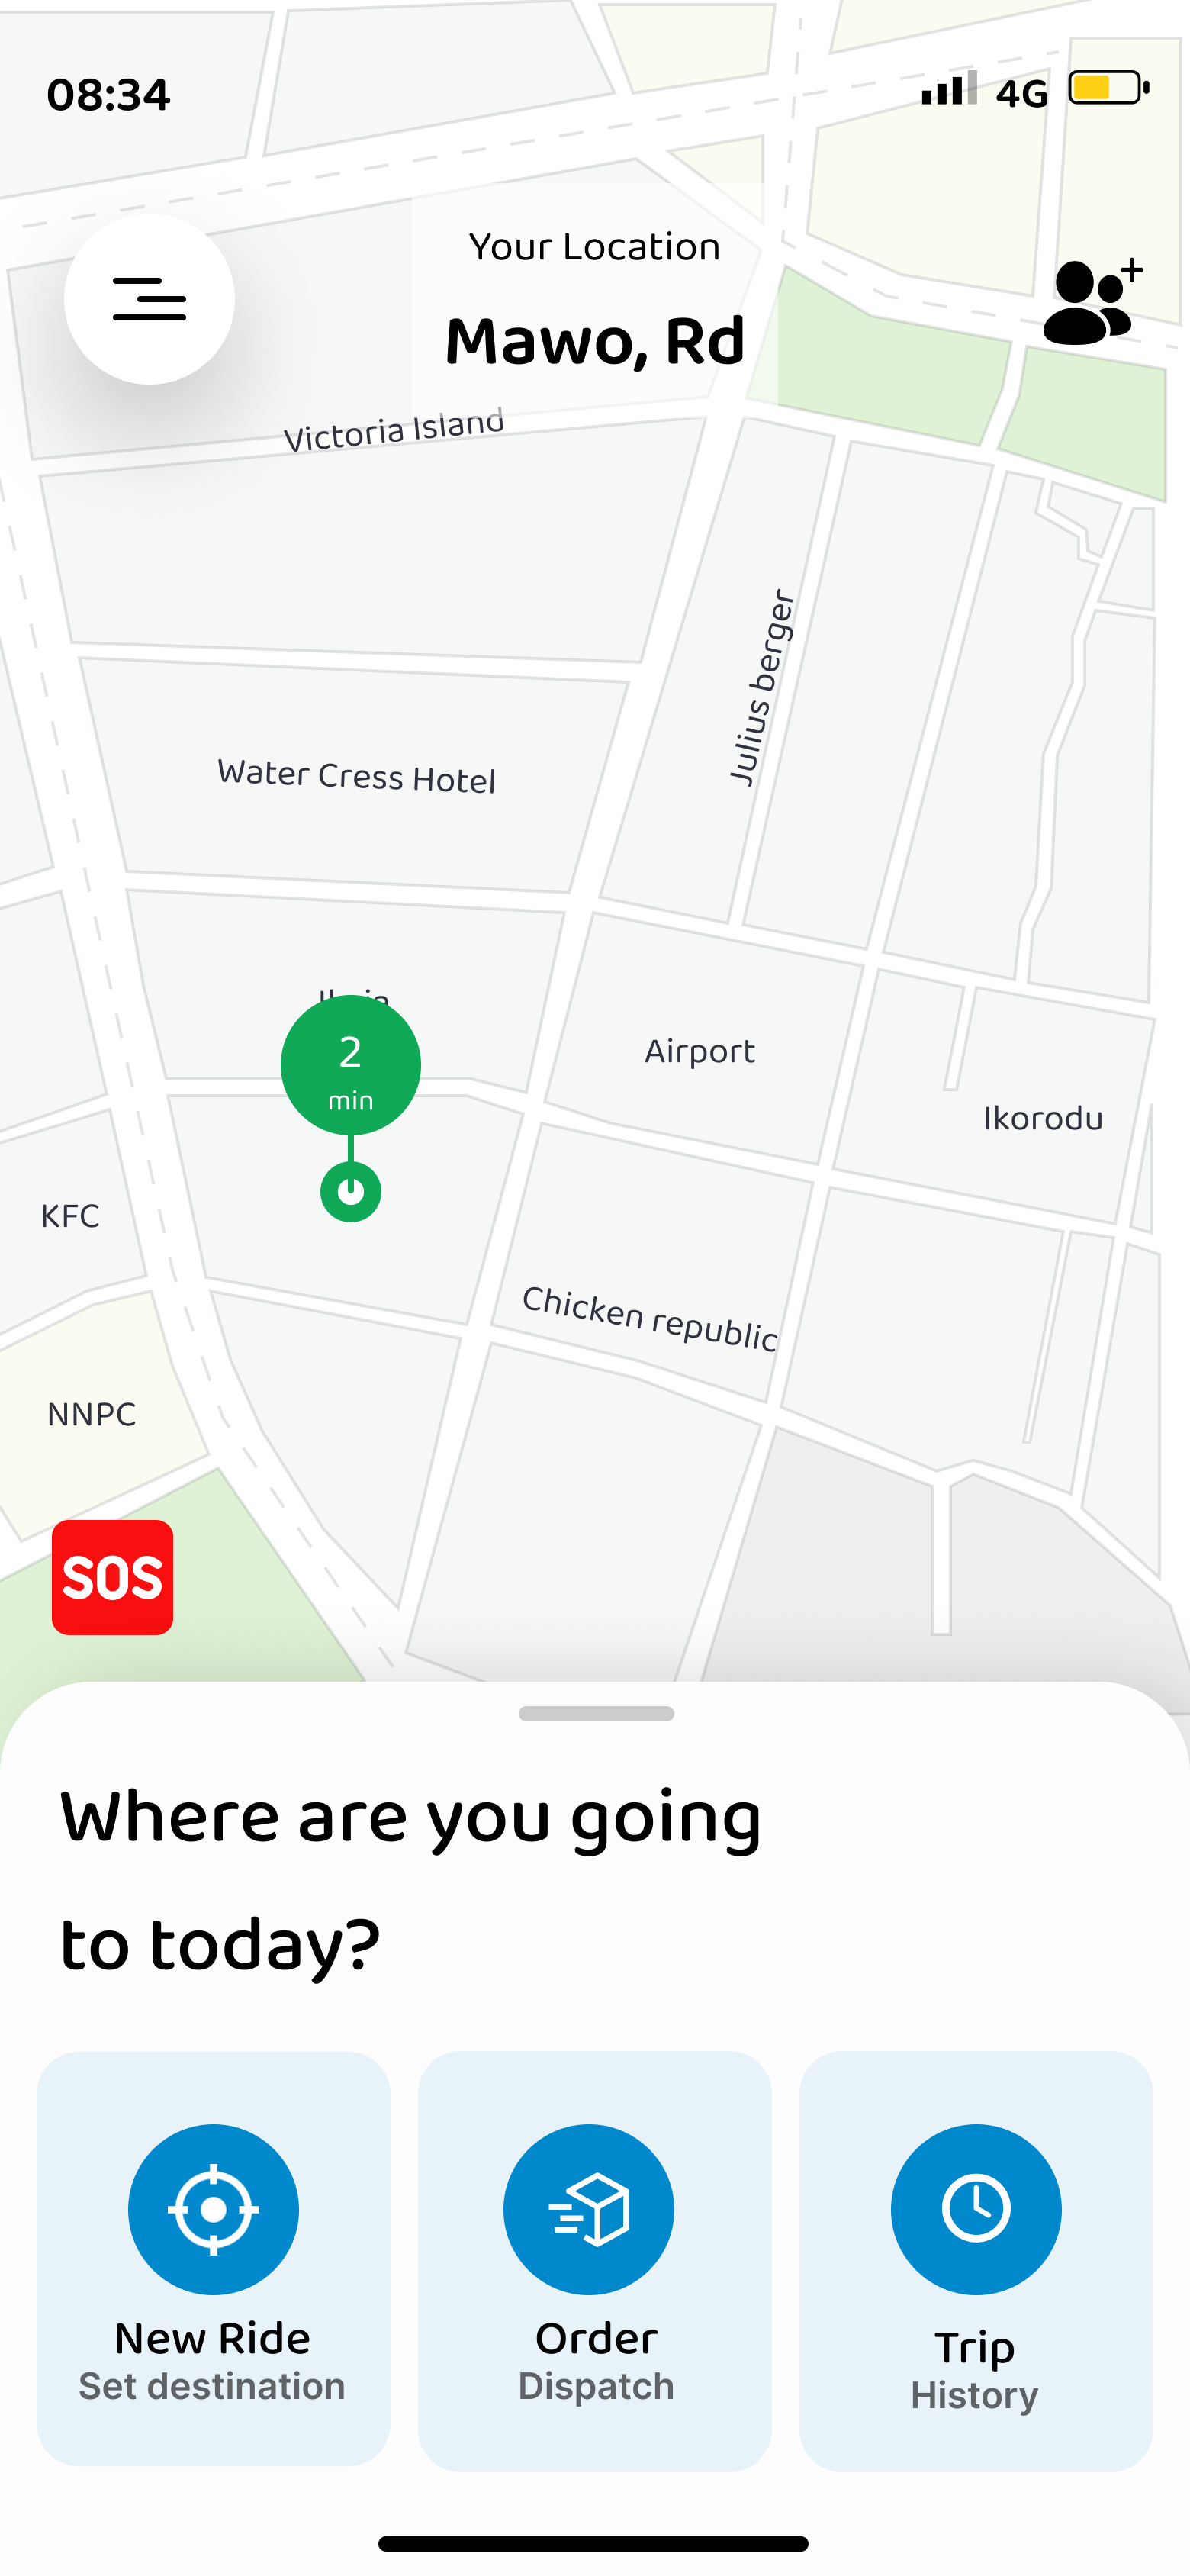 08:34
4G
Your Location
Mawo, Rd
Victoria Island
Julius berger
Water Cress Hotel
2
min
Airport
Ikorodu
KFC
Chicken republic
NNPC
SOS
Where are you going
to today?
New Ride
Set destination
Order
Dispatch
Trip
History